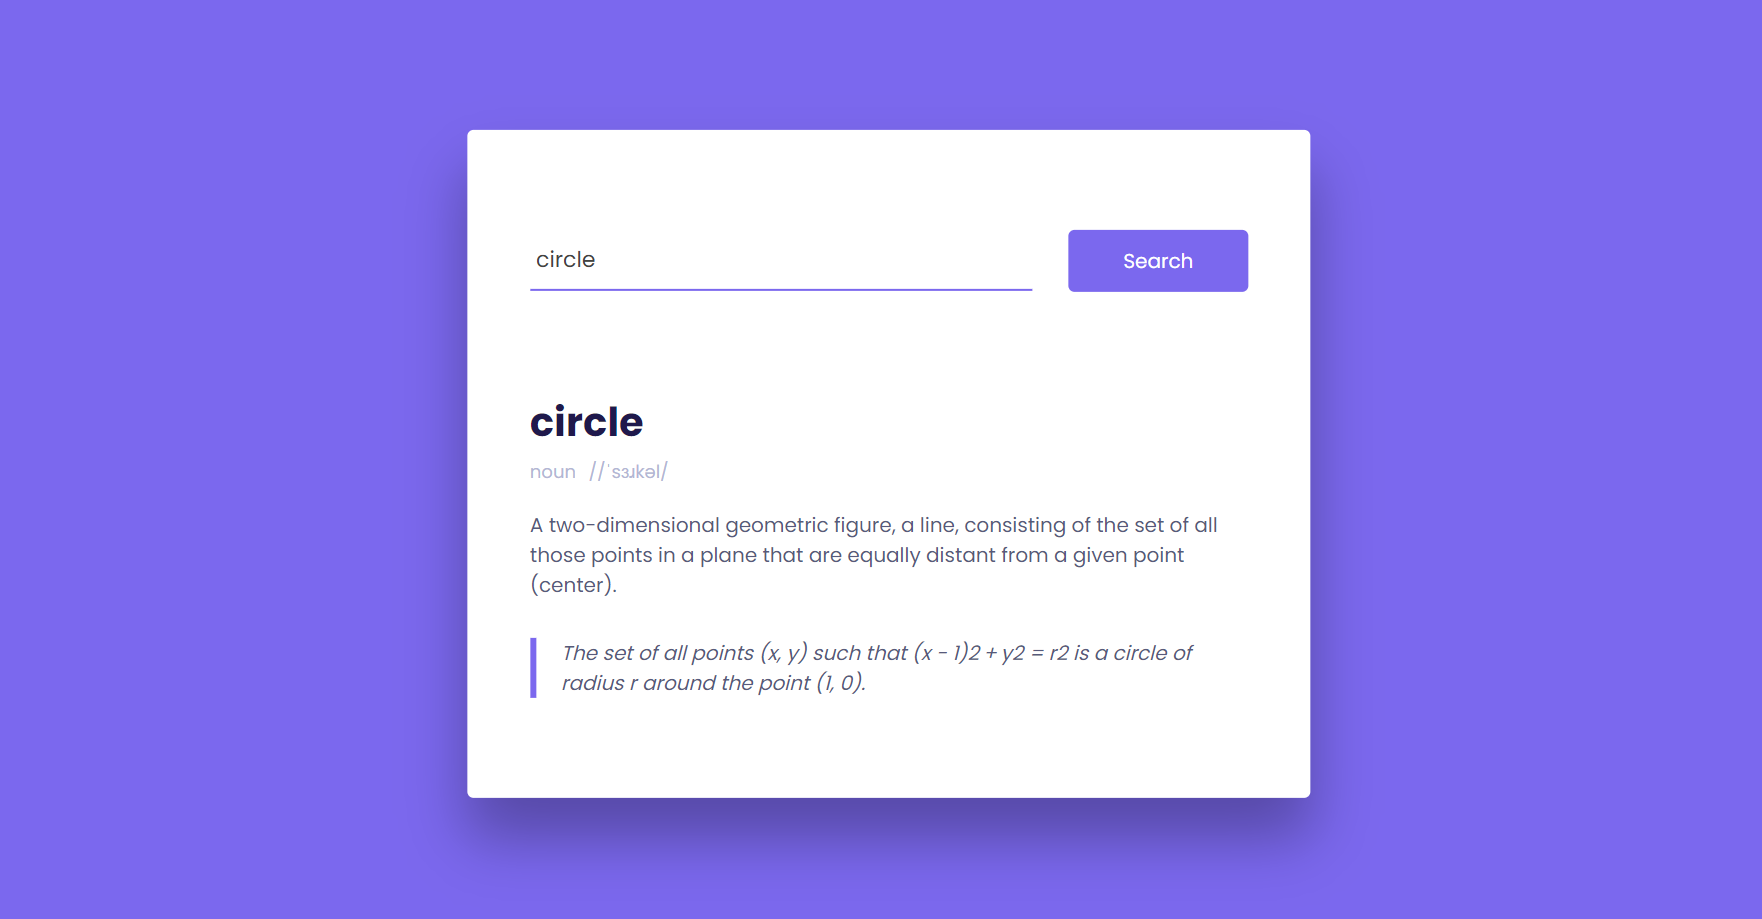 circle
Search
circle
noun //ˈsɜɹkəl/
A two-dimensional geometric figure, a line, consisting of the set of all
those points in a plane that are equally distant from a given point
(center).
The set of all points (x, y) such that (x - 1)2 + y2 = r2 is a circle of
radius r around the point (1, 0).